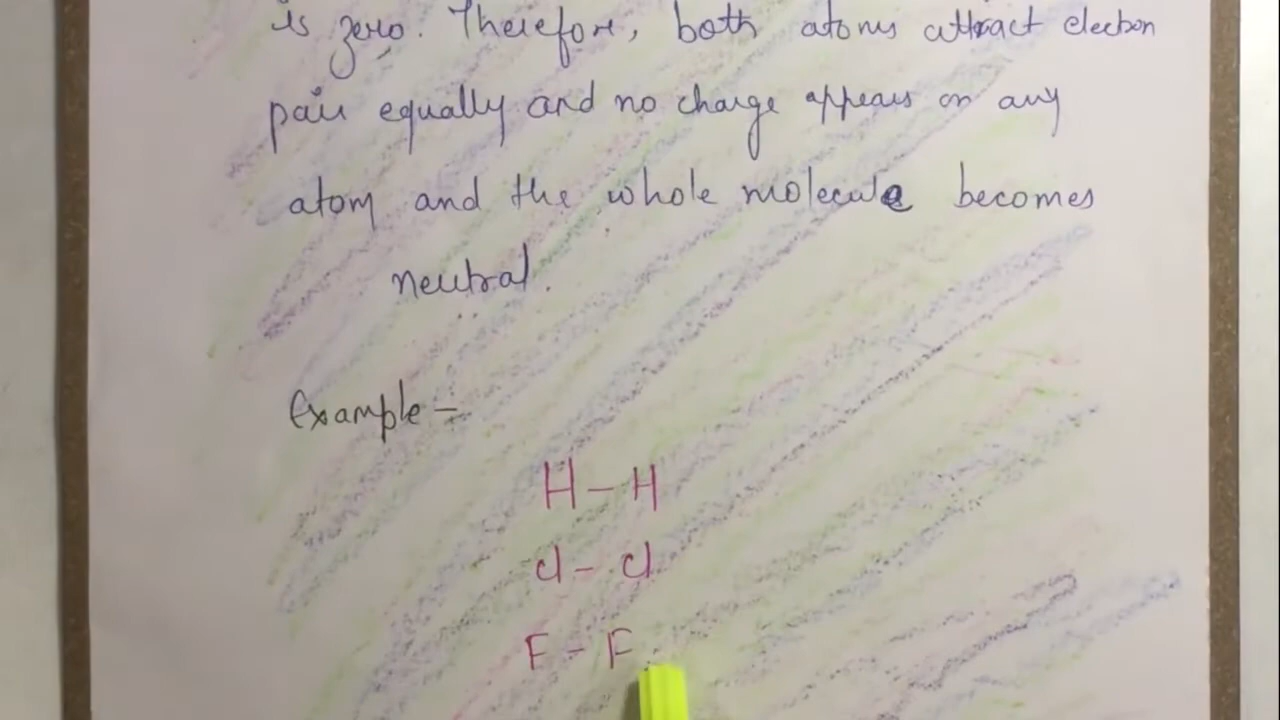 is zero. Therefore, both atoms attract electron
pair equally and no charge appears on any
atom and the whole molecule becomes
neutral.
Example -
H - H
Cl - Cl
F - F